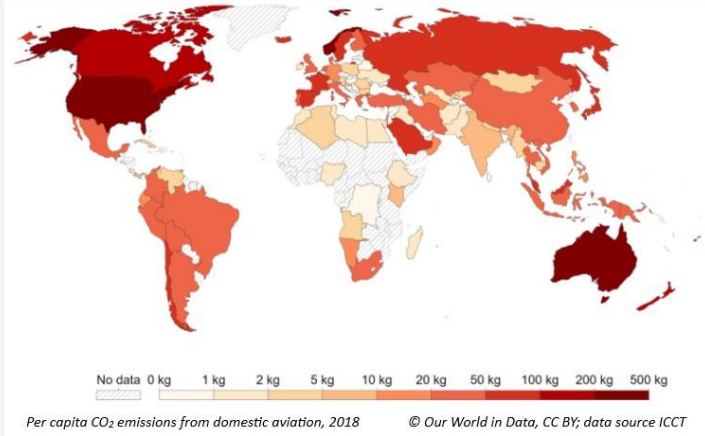 No data 0 kg 1 kg 2 kg 5 kg 10 kg 20 kg 50 kg 100 kg 200 kg 500 kg
Per capita CO₂ emissions from domestic aviation, 2018 © Our World in Data, CC BY; data source ICCT